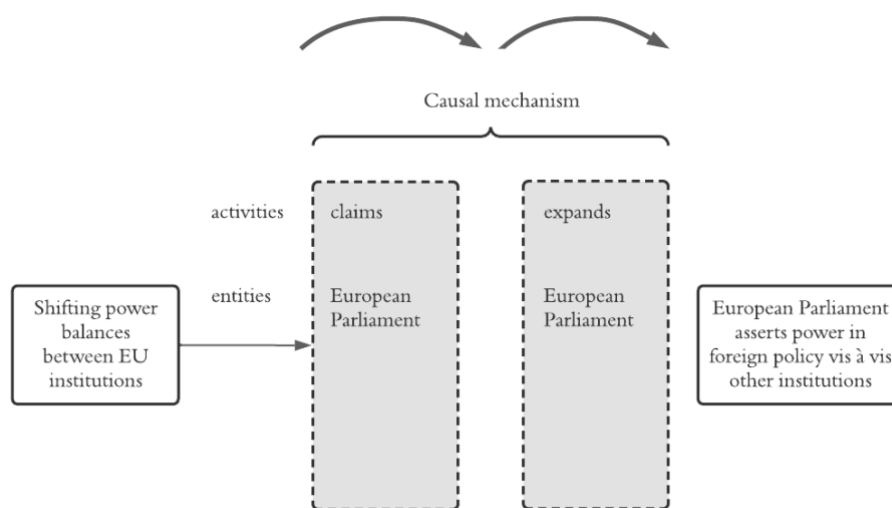 Causal mechanism
activities
claims
expands
entities
European
Parliament
European
Parliament
Shifting power
balances
between EU
institutions
European Parliament
asserts power in
foreign policy vis à vis
other institutions